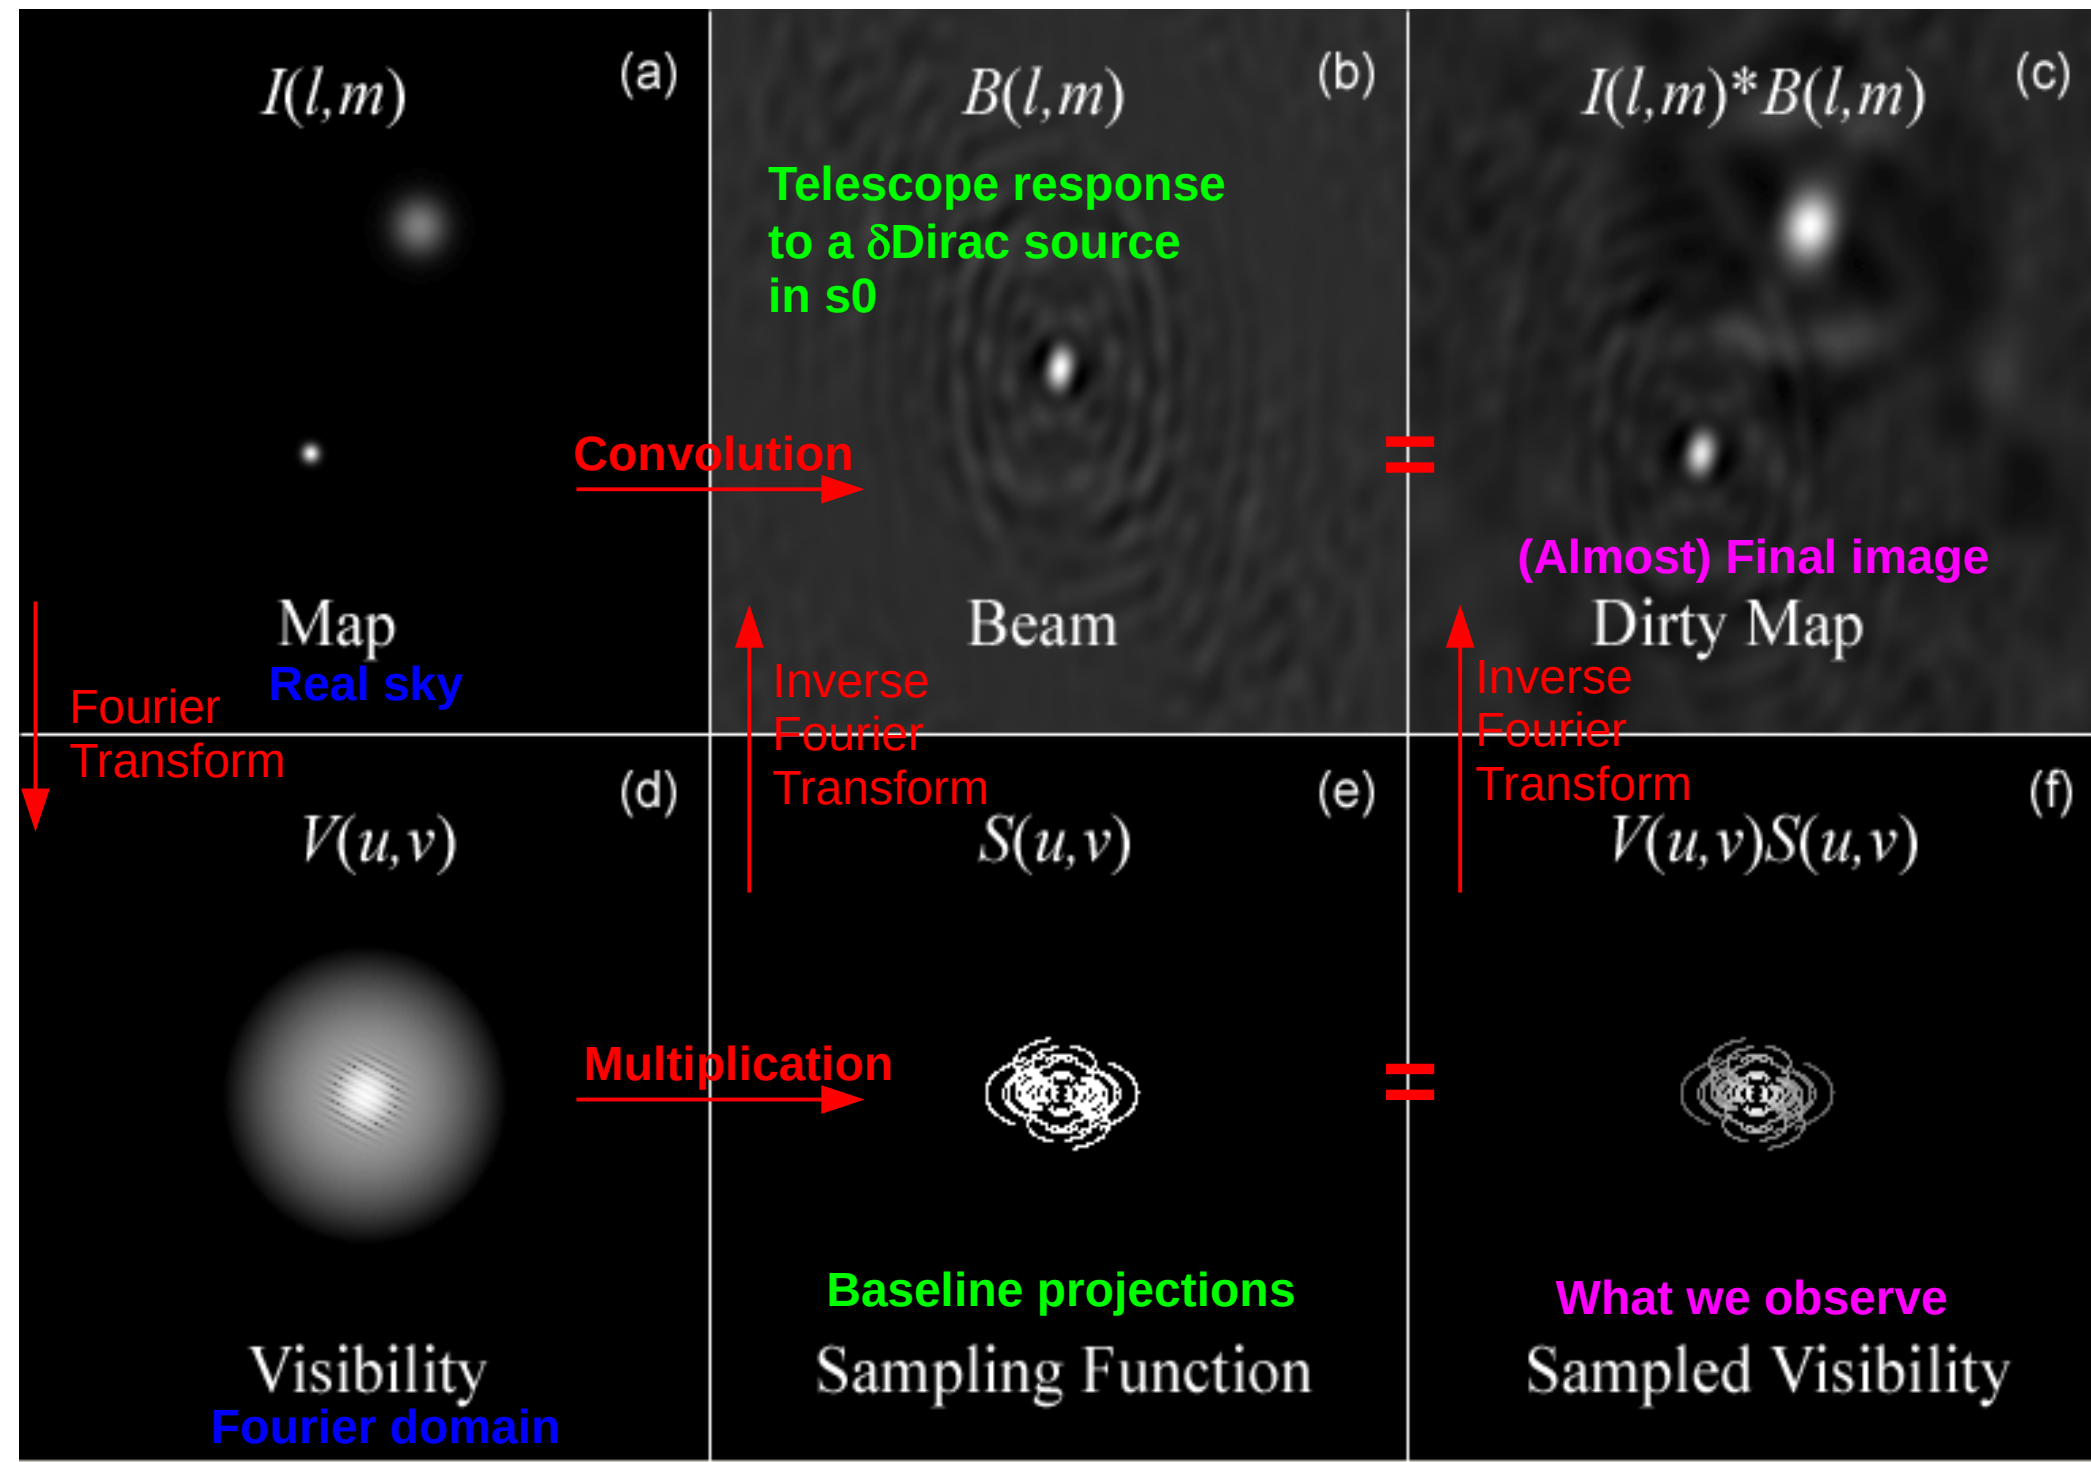 I(l,m)
(a)
Map
Real sky
Convolution
B(l,m)
(b)
Telescope response
to a δDirac source
in s0
Beam
=
I(l,m)*B(l,m)
(c)
(Almost) Final image
Dirty Map
Fourier
Transform
Inverse
Fourier
Transform
Inverse
Fourier
Transform
V(u,v)
(d)
Visibility
Fourier domain
Multiplication
S(u,v)
(e)
Baseline projections
Sampling Function
=
V(u,v)S(u,v)
(f)
What we observe
Sampled Visibility